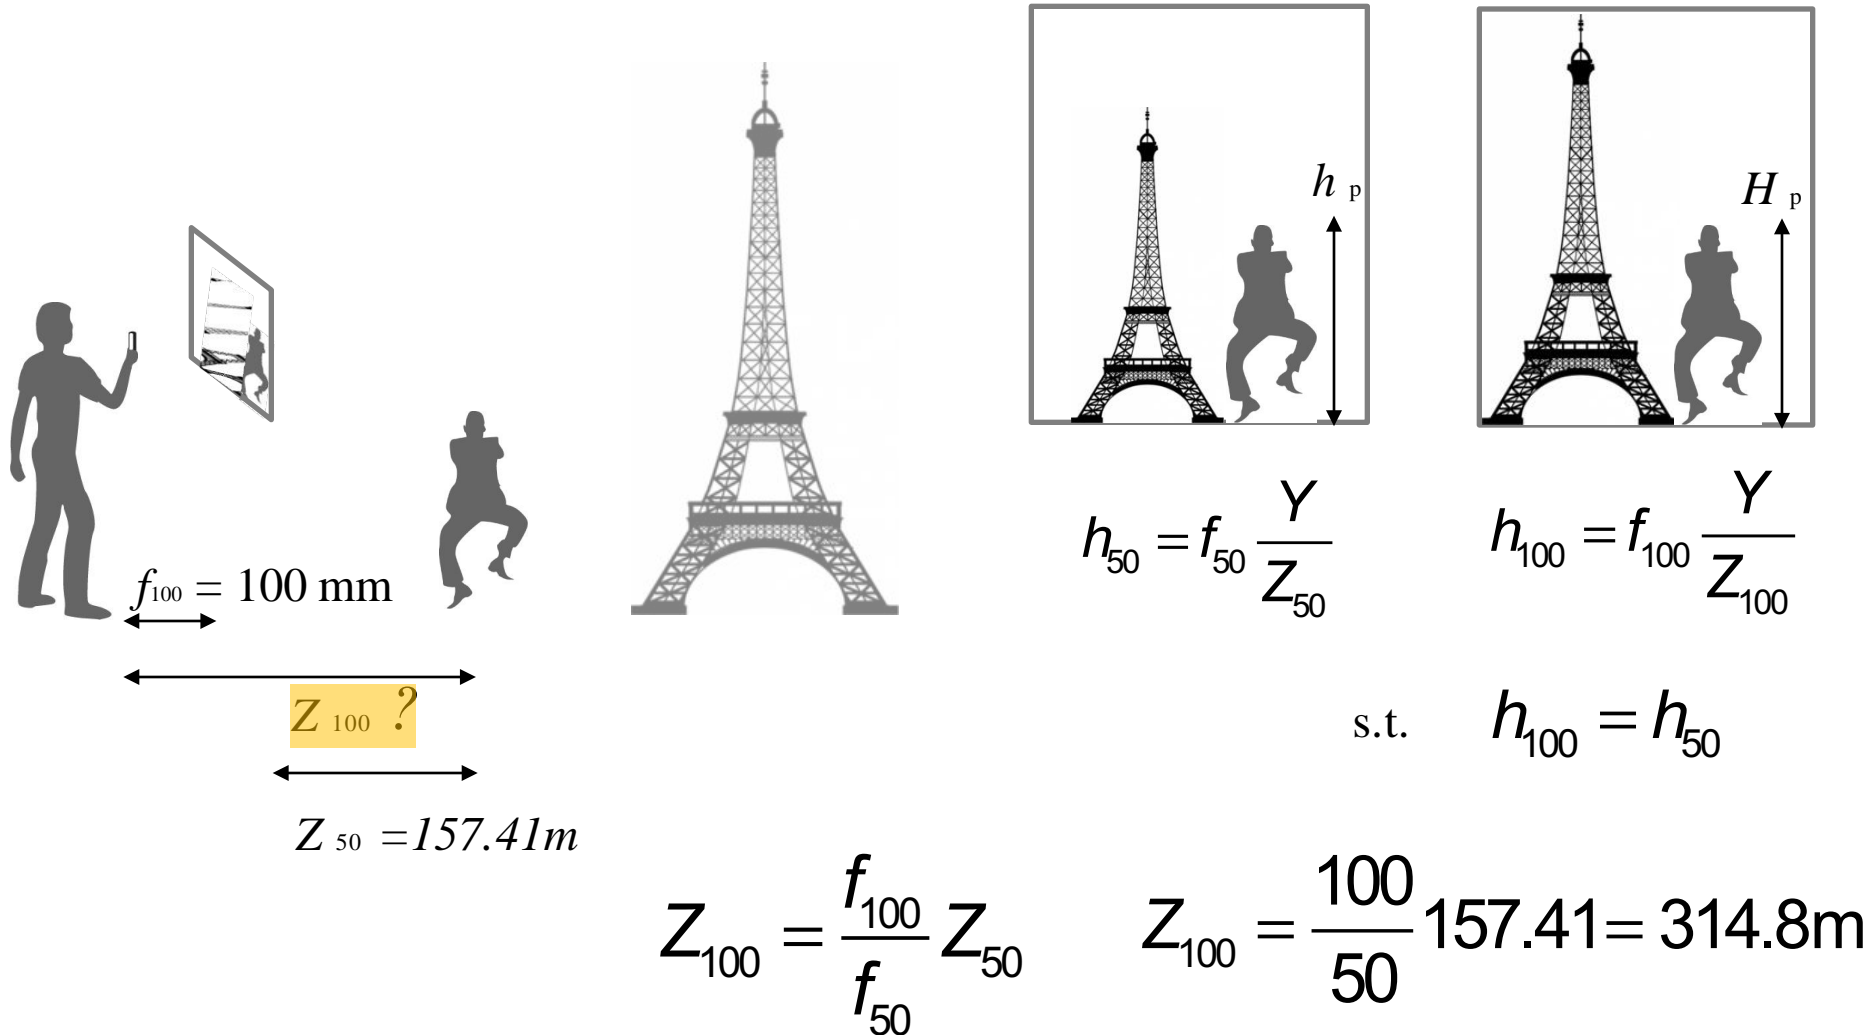 h p
H p
h₅₀ = f₅₀ Y/Z₅₀
h₁₀₀ = f₁₀₀ Y/Z₁₀₀
f₁₀₀ = 100 mm
Z ₁₀₀ ?
s.t. h₁₀₀ = h₅₀
Z ₅₀ =157.41m
Z₁₀₀ = f₁₀₀/f₅₀ Z₅₀
Z₁₀₀ = 100/50 157.41= 314.8m